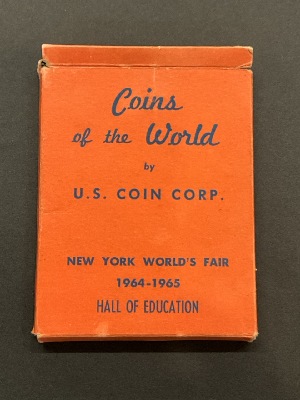 Coins
of the World
by
U.S. COIN CORP.
NEW YORK WORLD'S FAIR
1964-1965
HALL OF EDUCATION